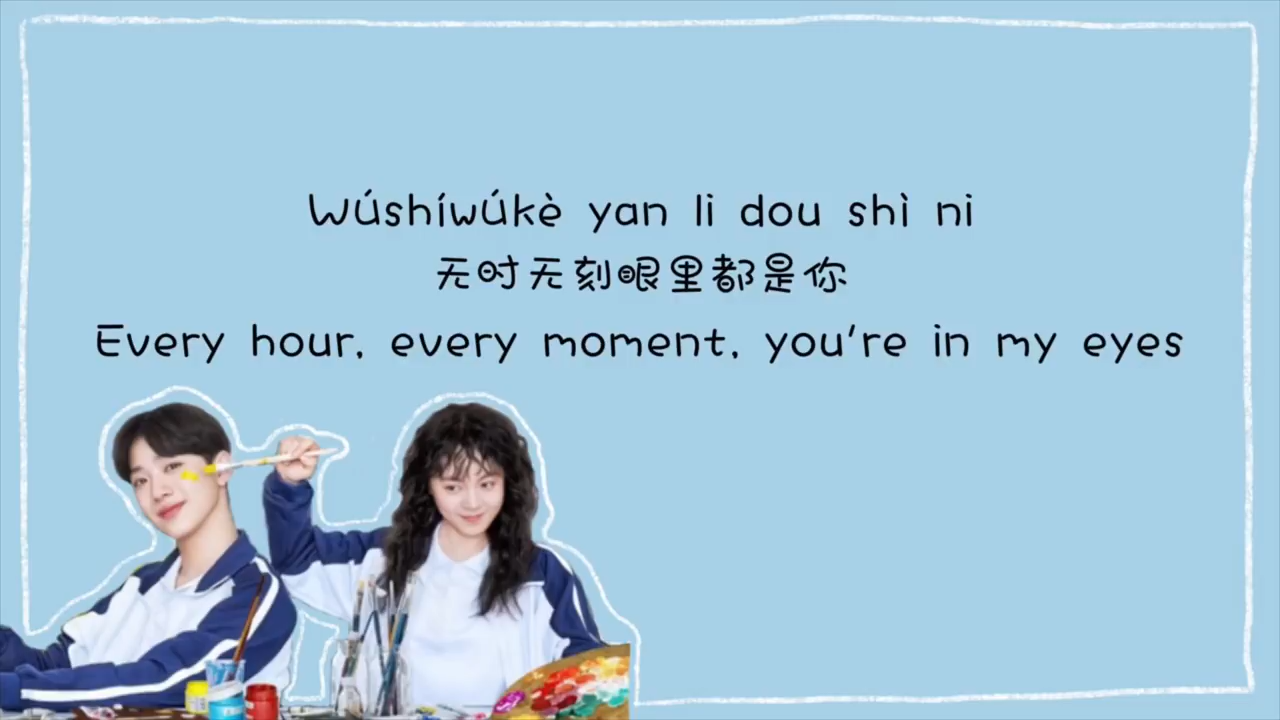 Wúshíwúkè yan li dou shì ni
无时无刻眼里都是你
Every hour, every moment, you're in my eyes